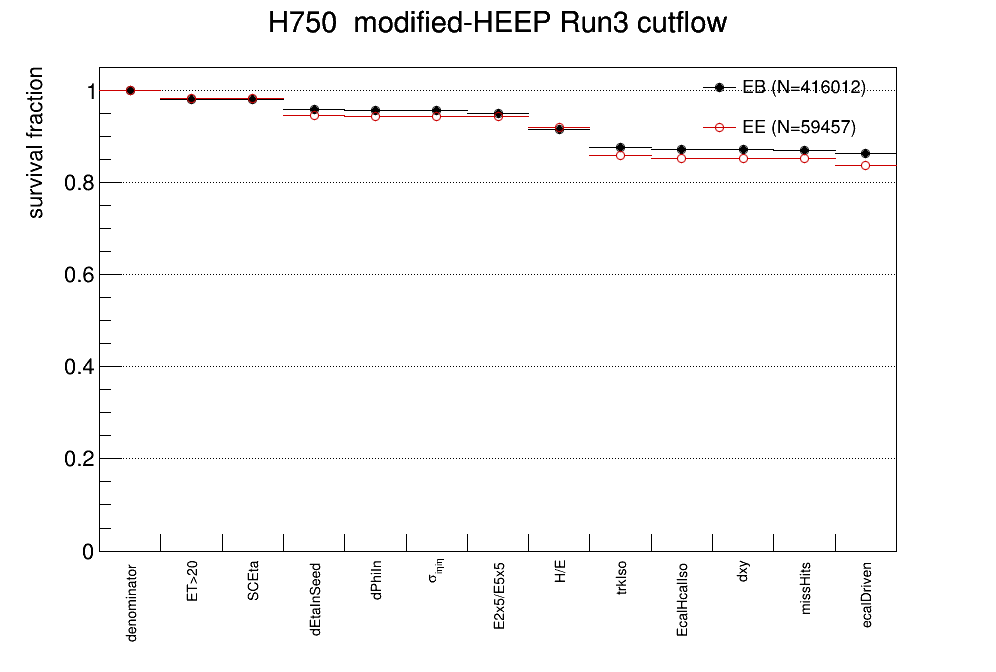 H750 modified-HEEP Run3 cutflow
survival fraction
1
0.8
0.6
0.4
0.2
0
EB (N=416012)
EE (N=59457)
denominator
ET>20
SCEta
dEtaInSeed
dPhiIn
σiηiη
E2x5/E5x5
H/E
trkIso
EcalHcalIso
dxy
missHits
ecalDriven